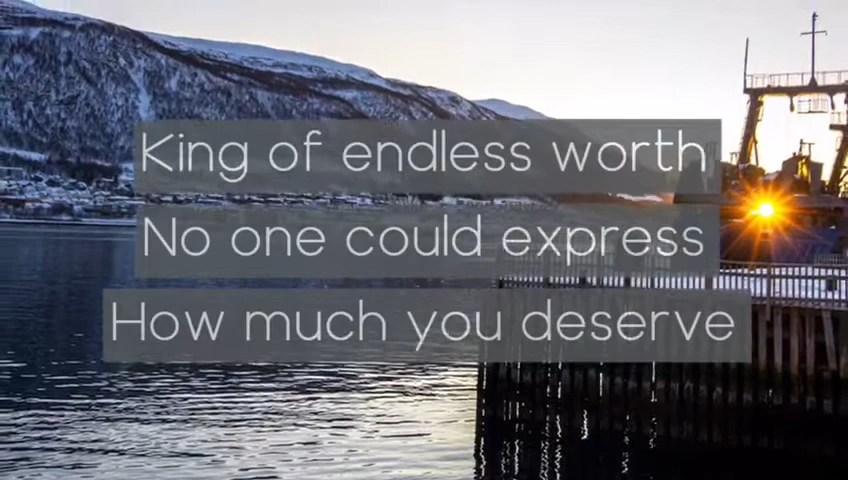 King of endless worth
No one could express
How much you deserve